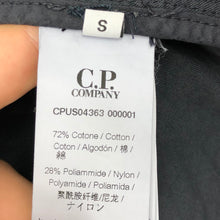 S
C.P.
COMPANY
CPUS04363 000001
72% Cotone / Cotton /
Coton / Algodón / 棉 /
綿
28% Poliammide / Nylon /
Polyamide / Poliamida /
聚酰胺纤维/尼龙/
ナイロン